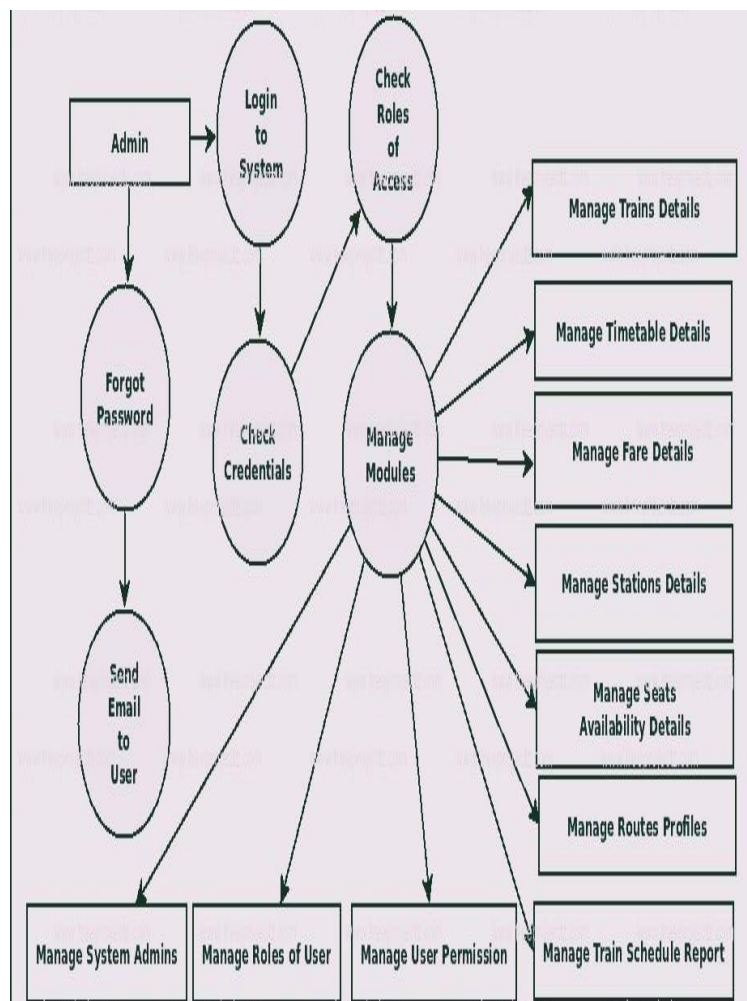 Admin
Login
to
System
Check
Roles
of
Access
Manage Trains Details
Manage Timetable Details
Forgot
Password
Check
Credentials
Manage
Modules
Manage Fare Details
Manage Stations Details
Send
Email
to
User
Manage Seats
Availability Details
Manage Routes Profiles
Manage System Admins
Manage Roles of User
Manage User Permission
Manage Train Schedule Report